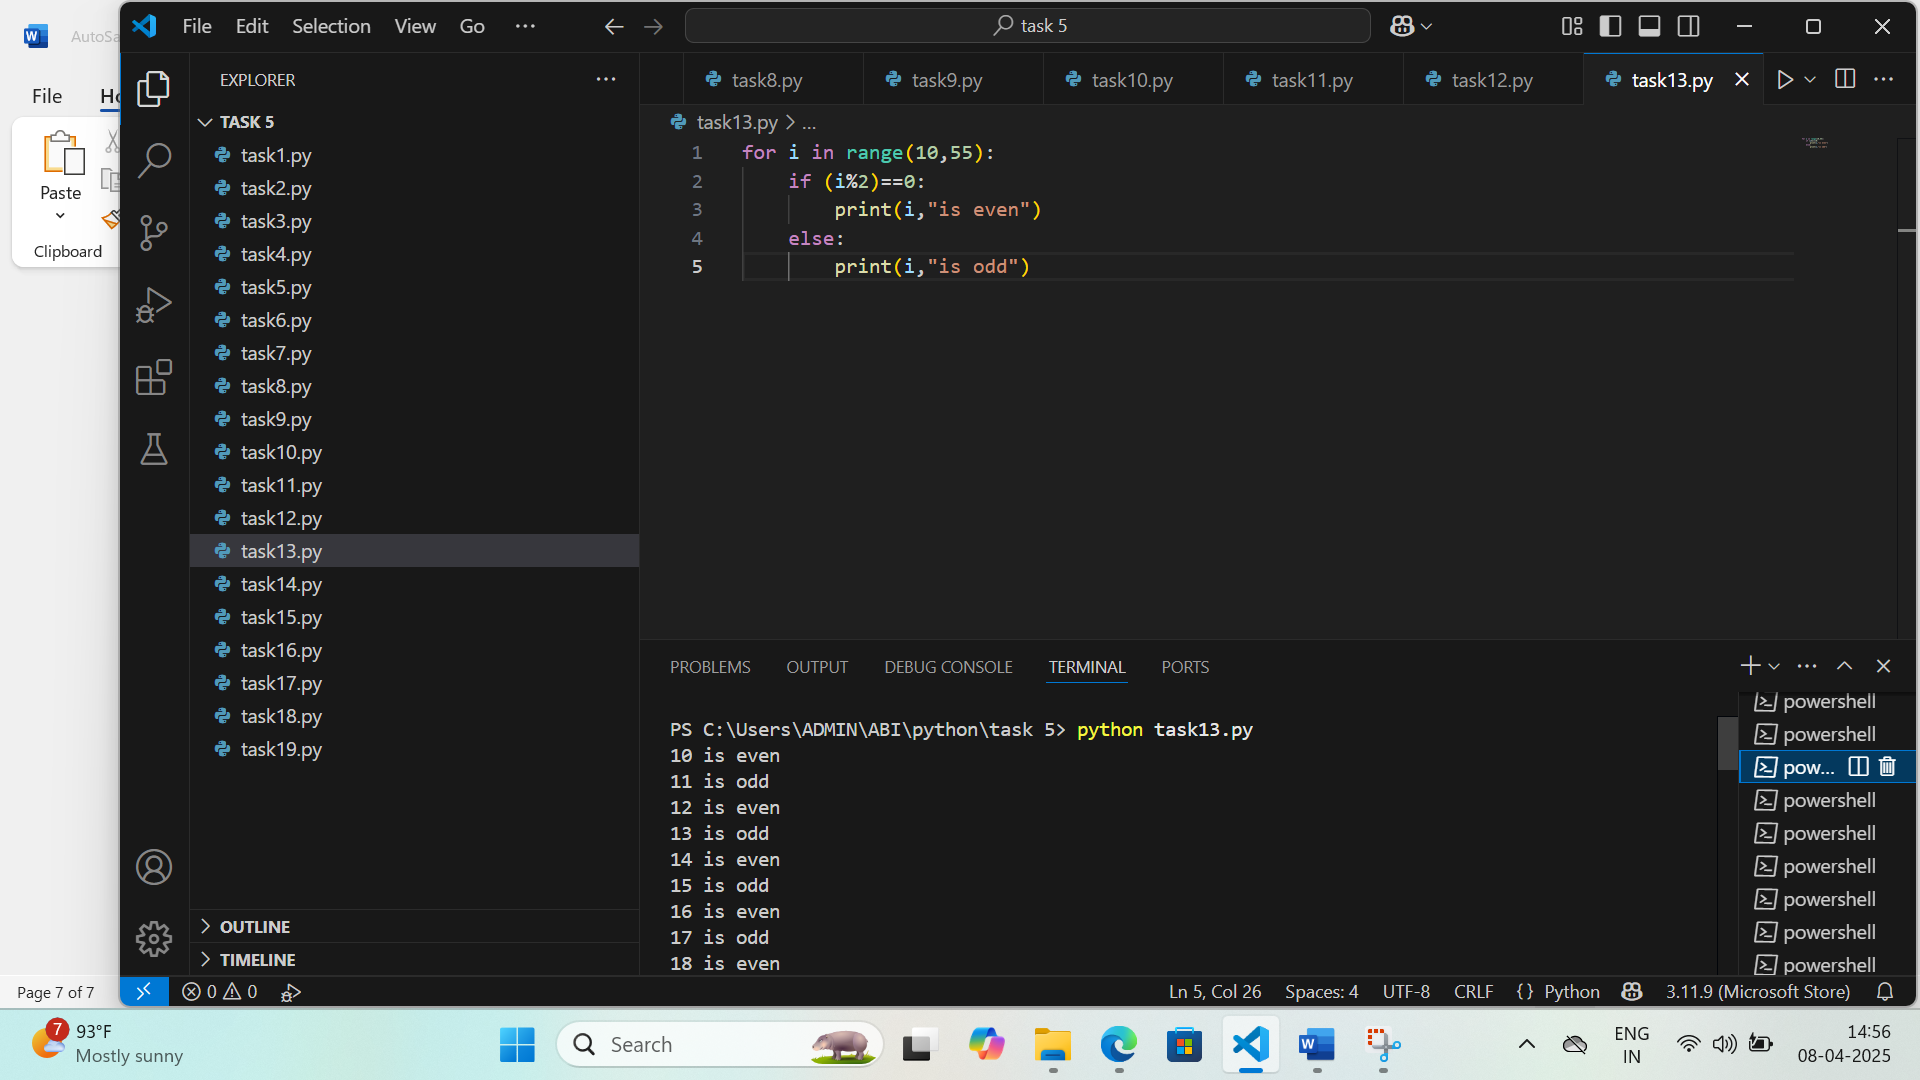 AutoSa
File
Ho
Paste
Clipboard
Page 7 of 7
File Edit Selection View Go ···
task 5
EXPLORER
TASK 5
task1.py
task2.py
task3.py
task4.py
task5.py
task6.py
task7.py
task8.py
task9.py
task10.py
task11.py
task12.py
task13.py
task14.py
task15.py
task16.py
task17.py
task18.py
task19.py
OUTLINE
TIMELINE
task8.py task9.py task10.py task11.py task12.py task13.py
task13.py > ...
1 for i in range(10,55):
2 if (i%2)==0:
3 print(i,"is even")
4 else:
5 print(i,"is odd")
PROBLEMS OUTPUT DEBUG CONSOLE TERMINAL PORTS
PS C:\Users\ADMIN\ABI\python\task 5> python task13.py
10 is even
11 is odd
12 is even
13 is odd
14 is even
15 is odd
16 is even
17 is odd
18 is even
powershell
powershell
pow...
powershell
powershell
powershell
powershell
powershell
powershell
0 0
Ln 5, Col 26 Spaces: 4 UTF-8 CRLF {} Python 3.11.9 (Microsoft Store)
7
93°F
Mostly sunny
Search
ENG
IN
14:56
08-04-2025